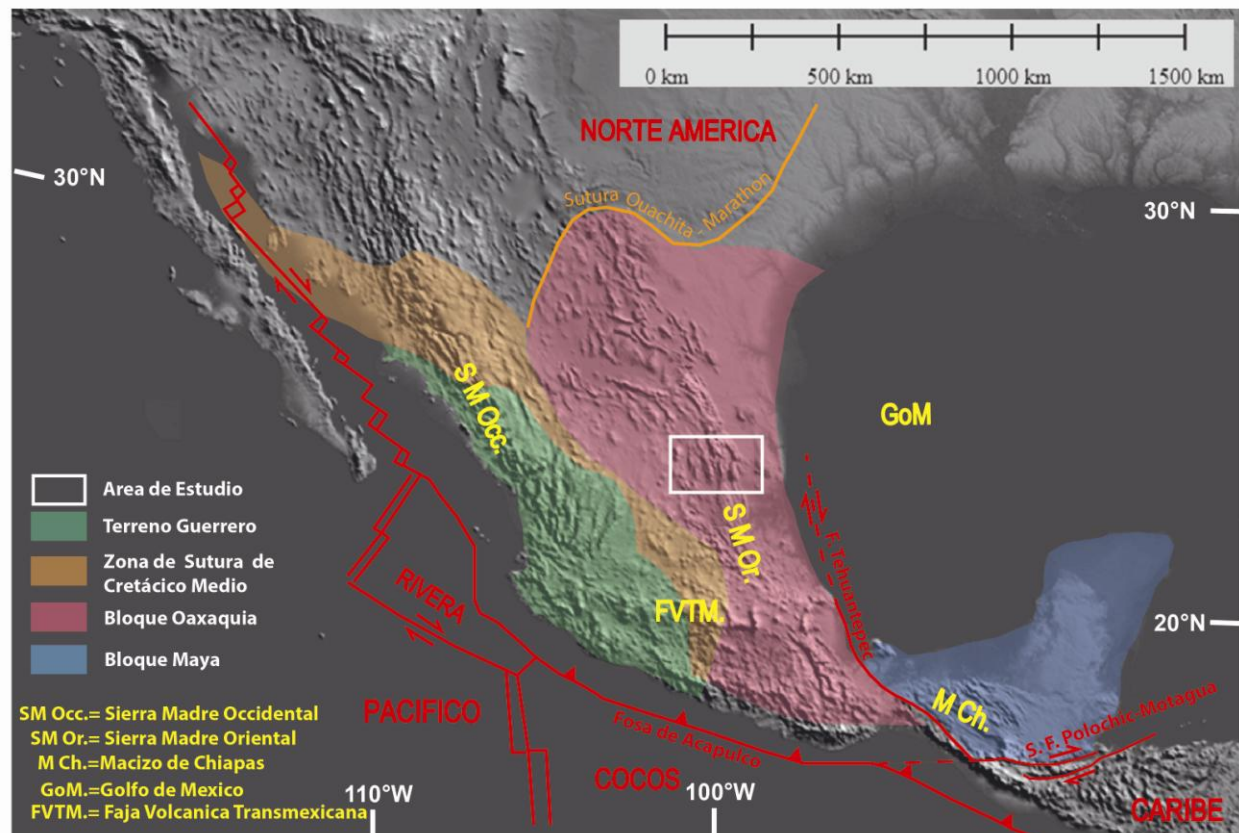 0 km 500 km 1000 km 1500 km
NORTE AMERICA
Sutura Ouachita - Marathon
30°N
30°N
S M Occ.
GoM
S M Or.
F. Tehuantepec
FVTM.
RIVERA
20°N
M Ch.
S. F. Polochic-Motagua
PACIFICO
Fosa de Acapulco
COCOS
CARIBE
110°W
100°W
Area de Estudio
Terreno Guerrero
Zona de Sutura de
Cretácico Medio
Bloque Oaxaquia
Bloque Maya
SM Occ.= Sierra Madre Occidental
SM Or.= Sierra Madre Oriental
M Ch.=Macizo de Chiapas
GoM.=Golfo de Mexico
FVTM.= Faja Volcanica Transmexicana